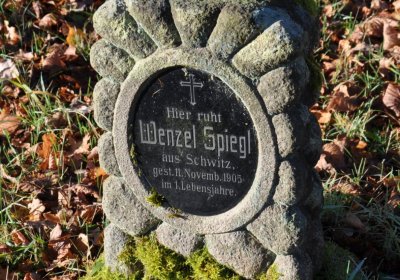 Hier ruht
Wenzel Spiegl
aus Schwitz,
gest. 11. Novemb. 1905
im 1. Lebensjahre.